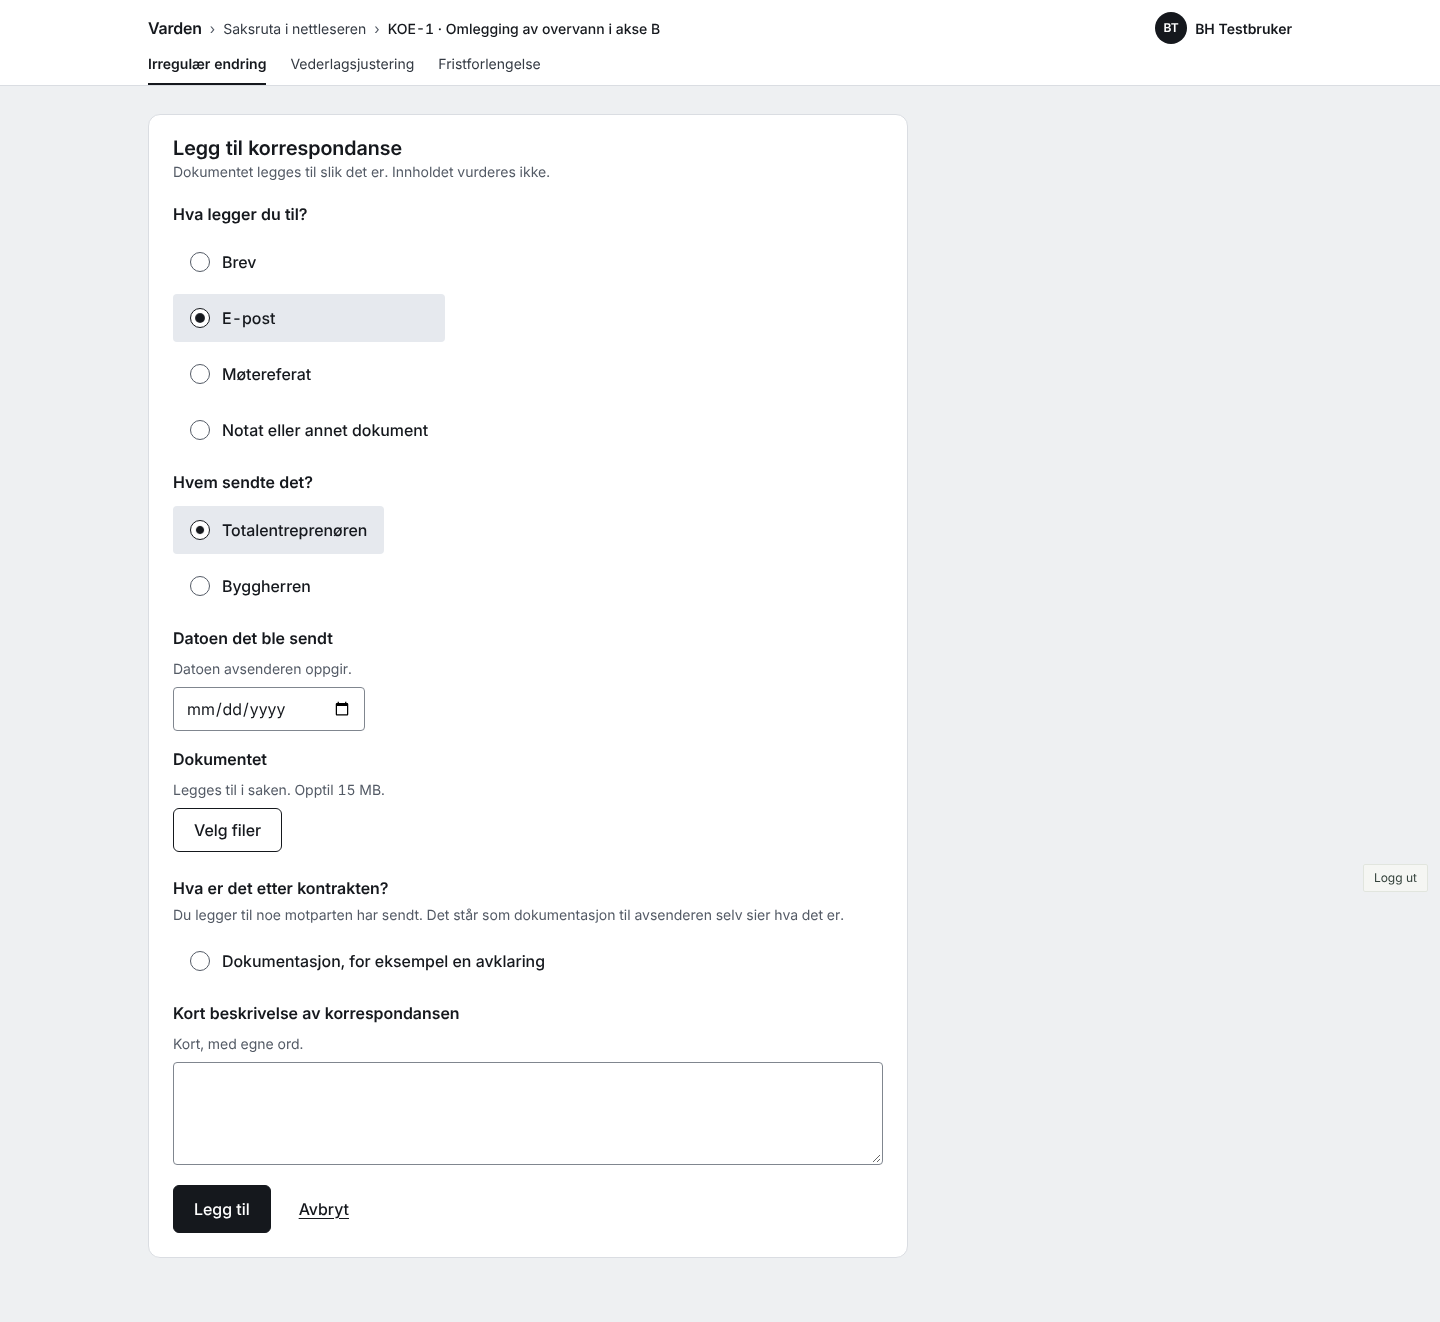 Varden › Saksruta i nettleseren › KOE-1 · Omlegging av overvann i akse B
BT BH Testbruker
Irregulær endring Vederlagsjustering Fristforlengelse
Legg til korrespondanse
Dokumentet legges til slik det er. Innholdet vurderes ikke.
Hva legger du til?
Brev
E-post
Møtereferat
Notat eller annet dokument
Hvem sendte det?
Totalentreprenøren
Byggherren
Datoen det ble sendt
Datoen avsenderen oppgir.
mm/dd/yyyy
Dokumentet
Legges til i saken. Opptil 15 MB.
Velg filer
Logg ut
Hva er det etter kontrakten?
Du legger til noe motparten har sendt. Det står som dokumentasjon til avsenderen selv sier hva det er.
Dokumentasjon, for eksempel en avklaring
Kort beskrivelse av korrespondansen
Kort, med egne ord.
Legg til Avbryt